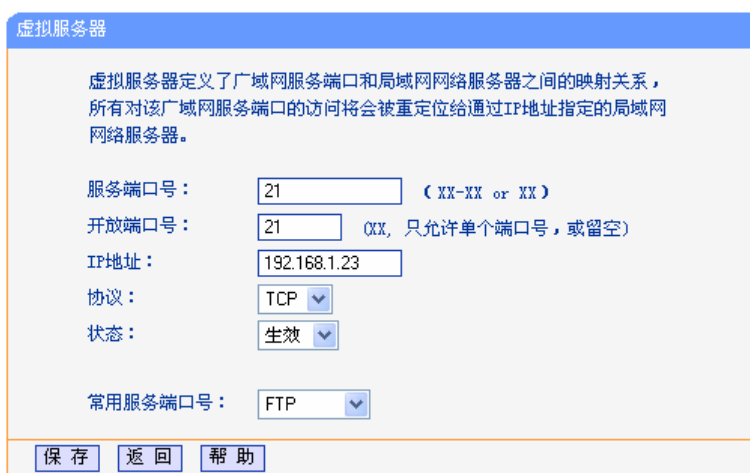 虚拟服务器
虚拟服务器定义了广域网服务端口和局域网网络服务器之间的映射关系，
所有对该广域网服务端口的访问将会被重定位给通过IP地址指定的局域网
网络服务器。
服务端口号： 21 （XX-XX or XX）
开放端口号： 21 (XX, 只允许单个端口号，或留空)
IP地址： 192.168.1.23
协议： TCP
状态： 生效
常用服务端口号： FTP
保 存 返 回 帮 助